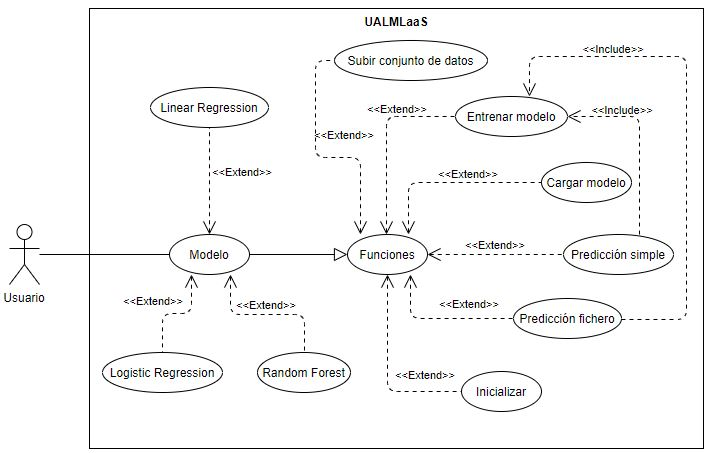 UALMLaaS
Subir conjunto de datos
<<Include>>
Linear Regression
<<Extend>>
Entrenar modelo
<<Include>>
<<Extend>>
<<Extend>>
Cargar modelo
<<Extend>>
Usuario
Modelo
Funciones
<<Extend>>
Predicción simple
<<Extend>>
<<Extend>>
<<Extend>>
Predicción fichero
Logistic Regression
Random Forest
<<Extend>>
Inicializar